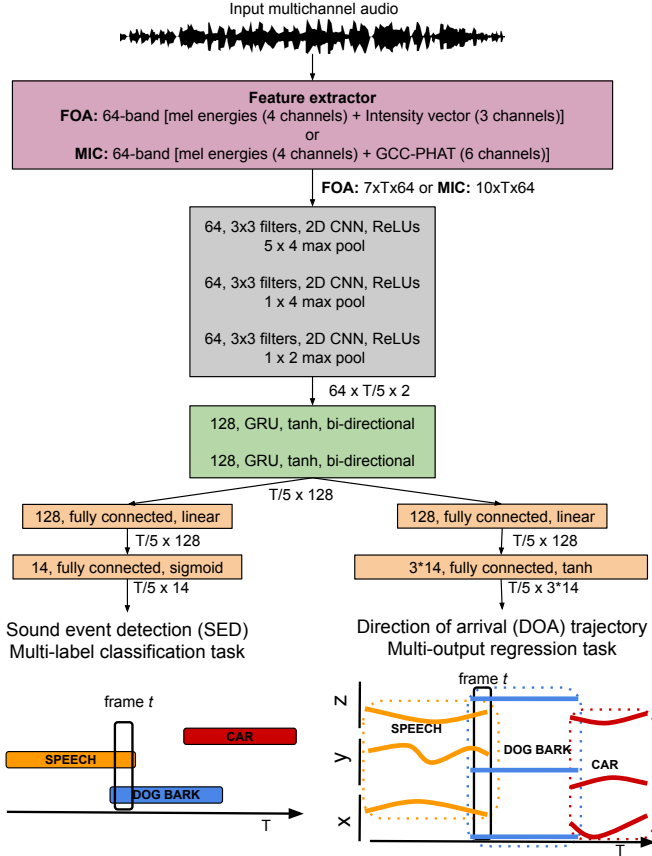 Input multichannel audio
Feature extractor
FOA: 64-band [mel energies (4 channels) + Intensity vector (3 channels)]
or
MIC: 64-band [mel energies (4 channels) + GCC-PHAT (6 channels)]
FOA: 7xTx64 or MIC: 10xTx64
64, 3x3 filters, 2D CNN, ReLUs
5 x 4 max pool
64, 3x3 filters, 2D CNN, ReLUs
1 x 4 max pool
64, 3x3 filters, 2D CNN, ReLUs
1 x 2 max pool
64 x T/5 x 2
128, GRU, tanh, bi-directional
128, GRU, tanh, bi-directional
T/5 x 128
128, fully connected, linear
T/5 x 128
14, fully connected, sigmoid
T/5 x 14
Sound event detection (SED)
Multi-label classification task
frame t
CAR
SPEECH
DOG BARK
T
128, fully connected, linear
T/5 x 128
3*14, fully connected, tanh
T/5 x 3*14
Direction of arrival (DOA) trajectory
Multi-output regression task
frame t
z
SPEECH
DOG BARK
y
CAR
x
T